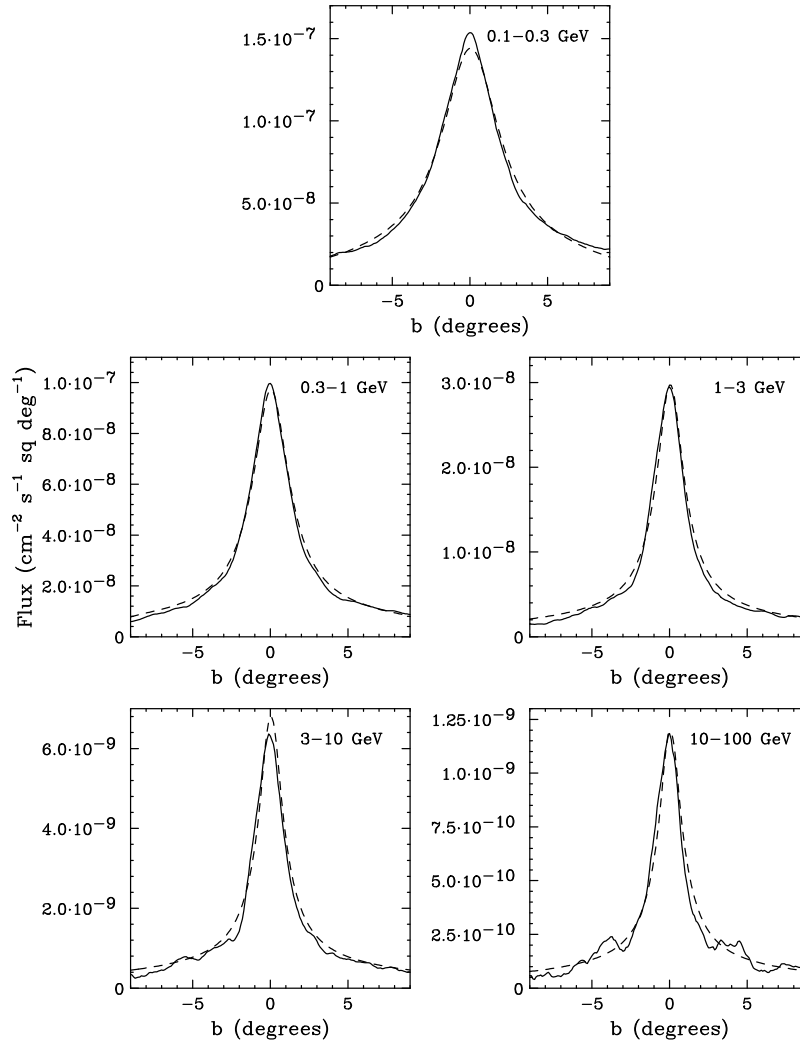 0.1−0.3 GeV
1.5·10⁻⁷
1.0·10⁻⁷
5.0·10⁻⁸
0
−5 0 5
b (degrees)
Flux (cm⁻² s⁻¹ sq deg⁻¹)
0.3−1 GeV
1.0·10⁻⁷
8.0·10⁻⁸
6.0·10⁻⁸
4.0·10⁻⁸
2.0·10⁻⁸
0
−5 0 5
b (degrees)
1−3 GeV
3.0·10⁻⁸
2.0·10⁻⁸
1.0·10⁻⁸
0
−5 0 5
b (degrees)
3−10 GeV
6.0·10⁻⁹
4.0·10⁻⁹
2.0·10⁻⁹
0
−5 0 5
b (degrees)
10−100 GeV
1.25·10⁻⁹
1.0·10⁻⁹
7.5·10⁻¹⁰
5.0·10⁻¹⁰
2.5·10⁻¹⁰
0
−5 0 5
b (degrees)